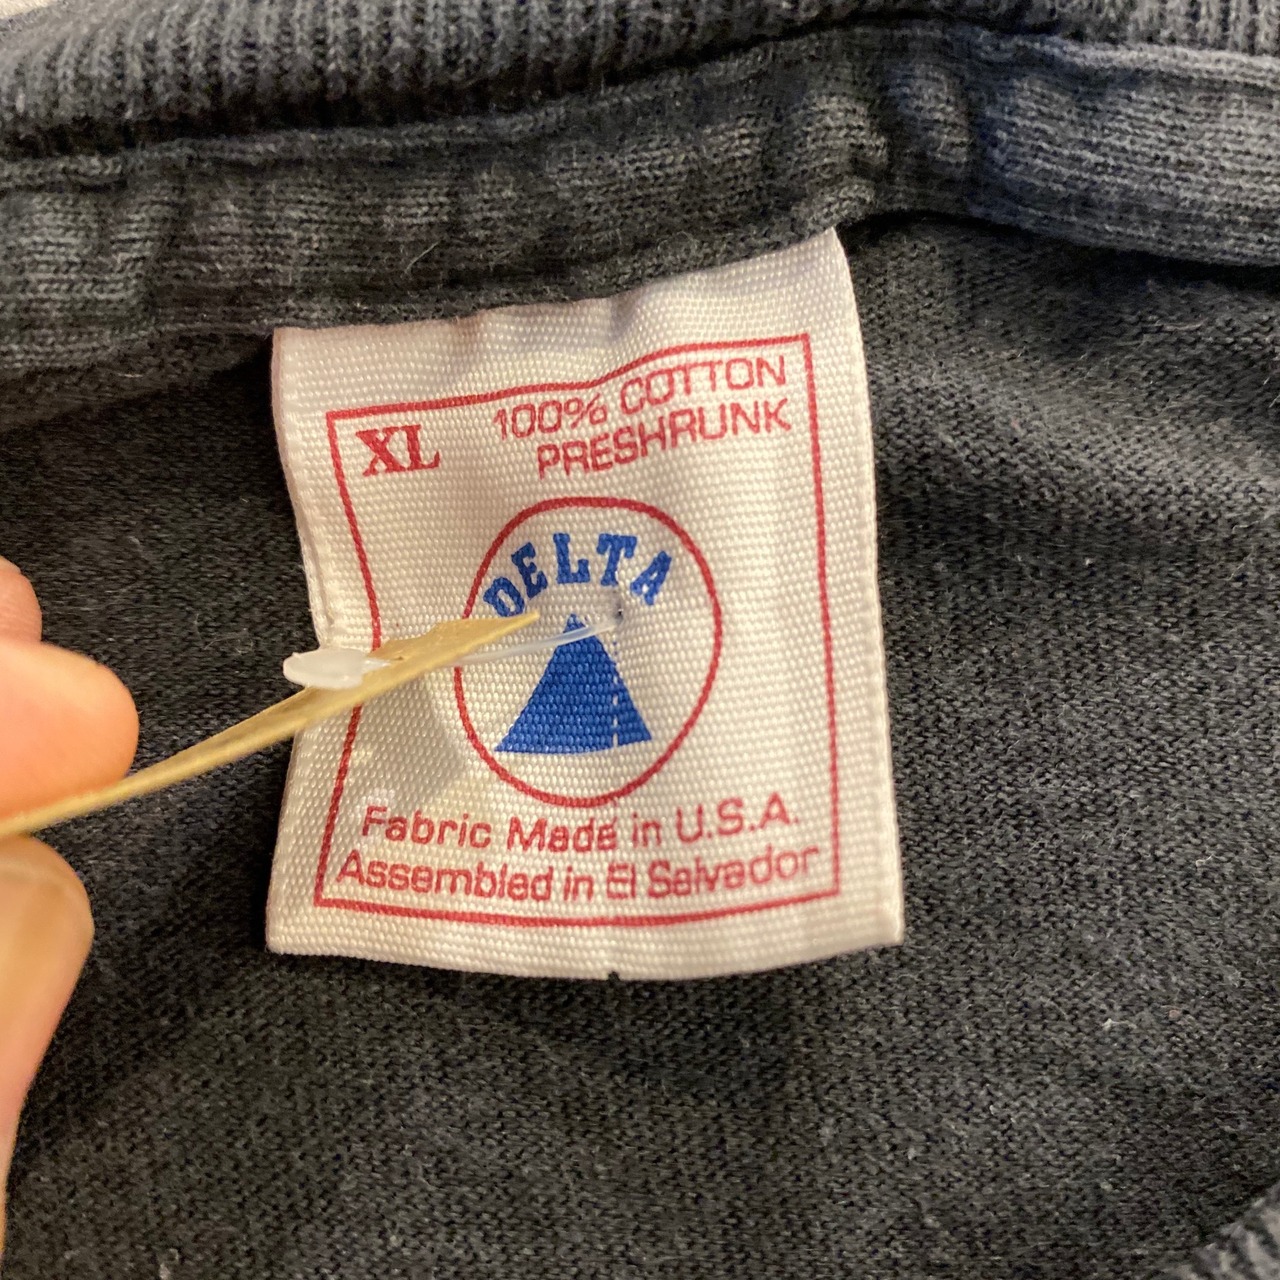 XL
100% COTTON
PRESHRUNK
DELTA
Fabric Made in U.S.A.
Assembled in El Salvador